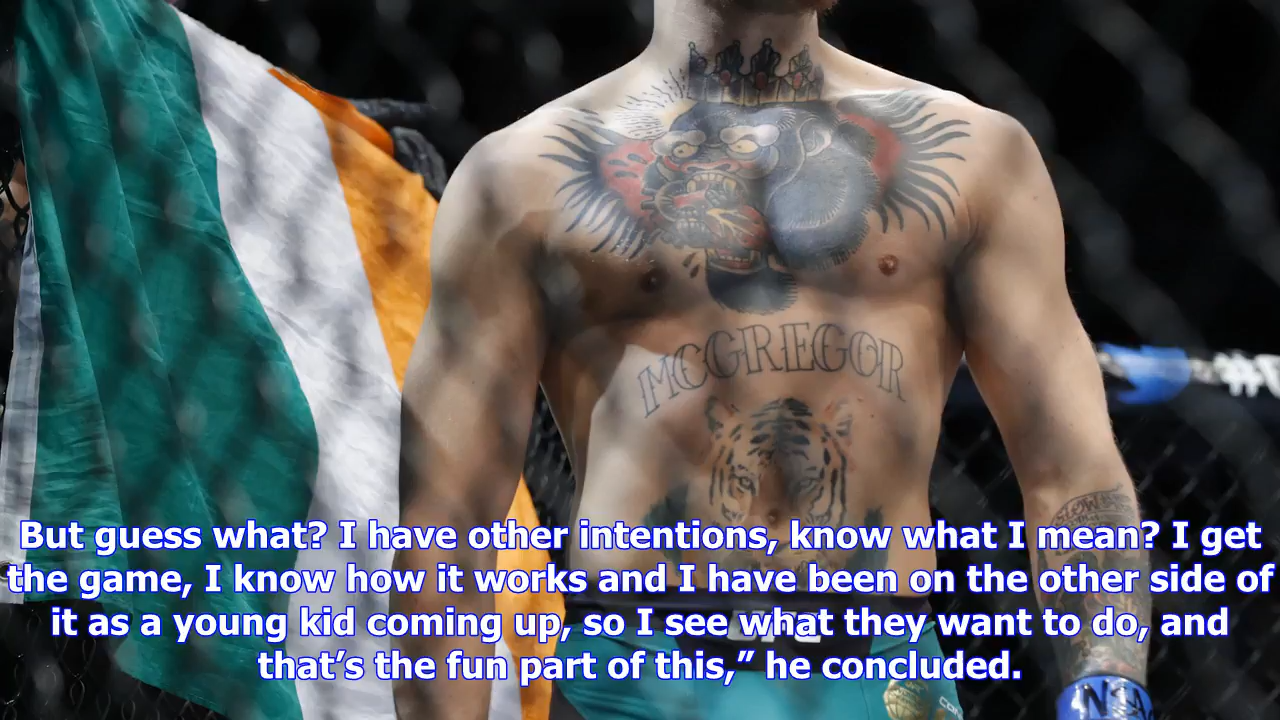 MCGREGOR
But guess what? I have other intentions, know what I mean? I get
the game, I know how it works and I have been on the other side of
it as a young kid coming up, so I see what they want to do, and
that’s the fun part of this,” he concluded.